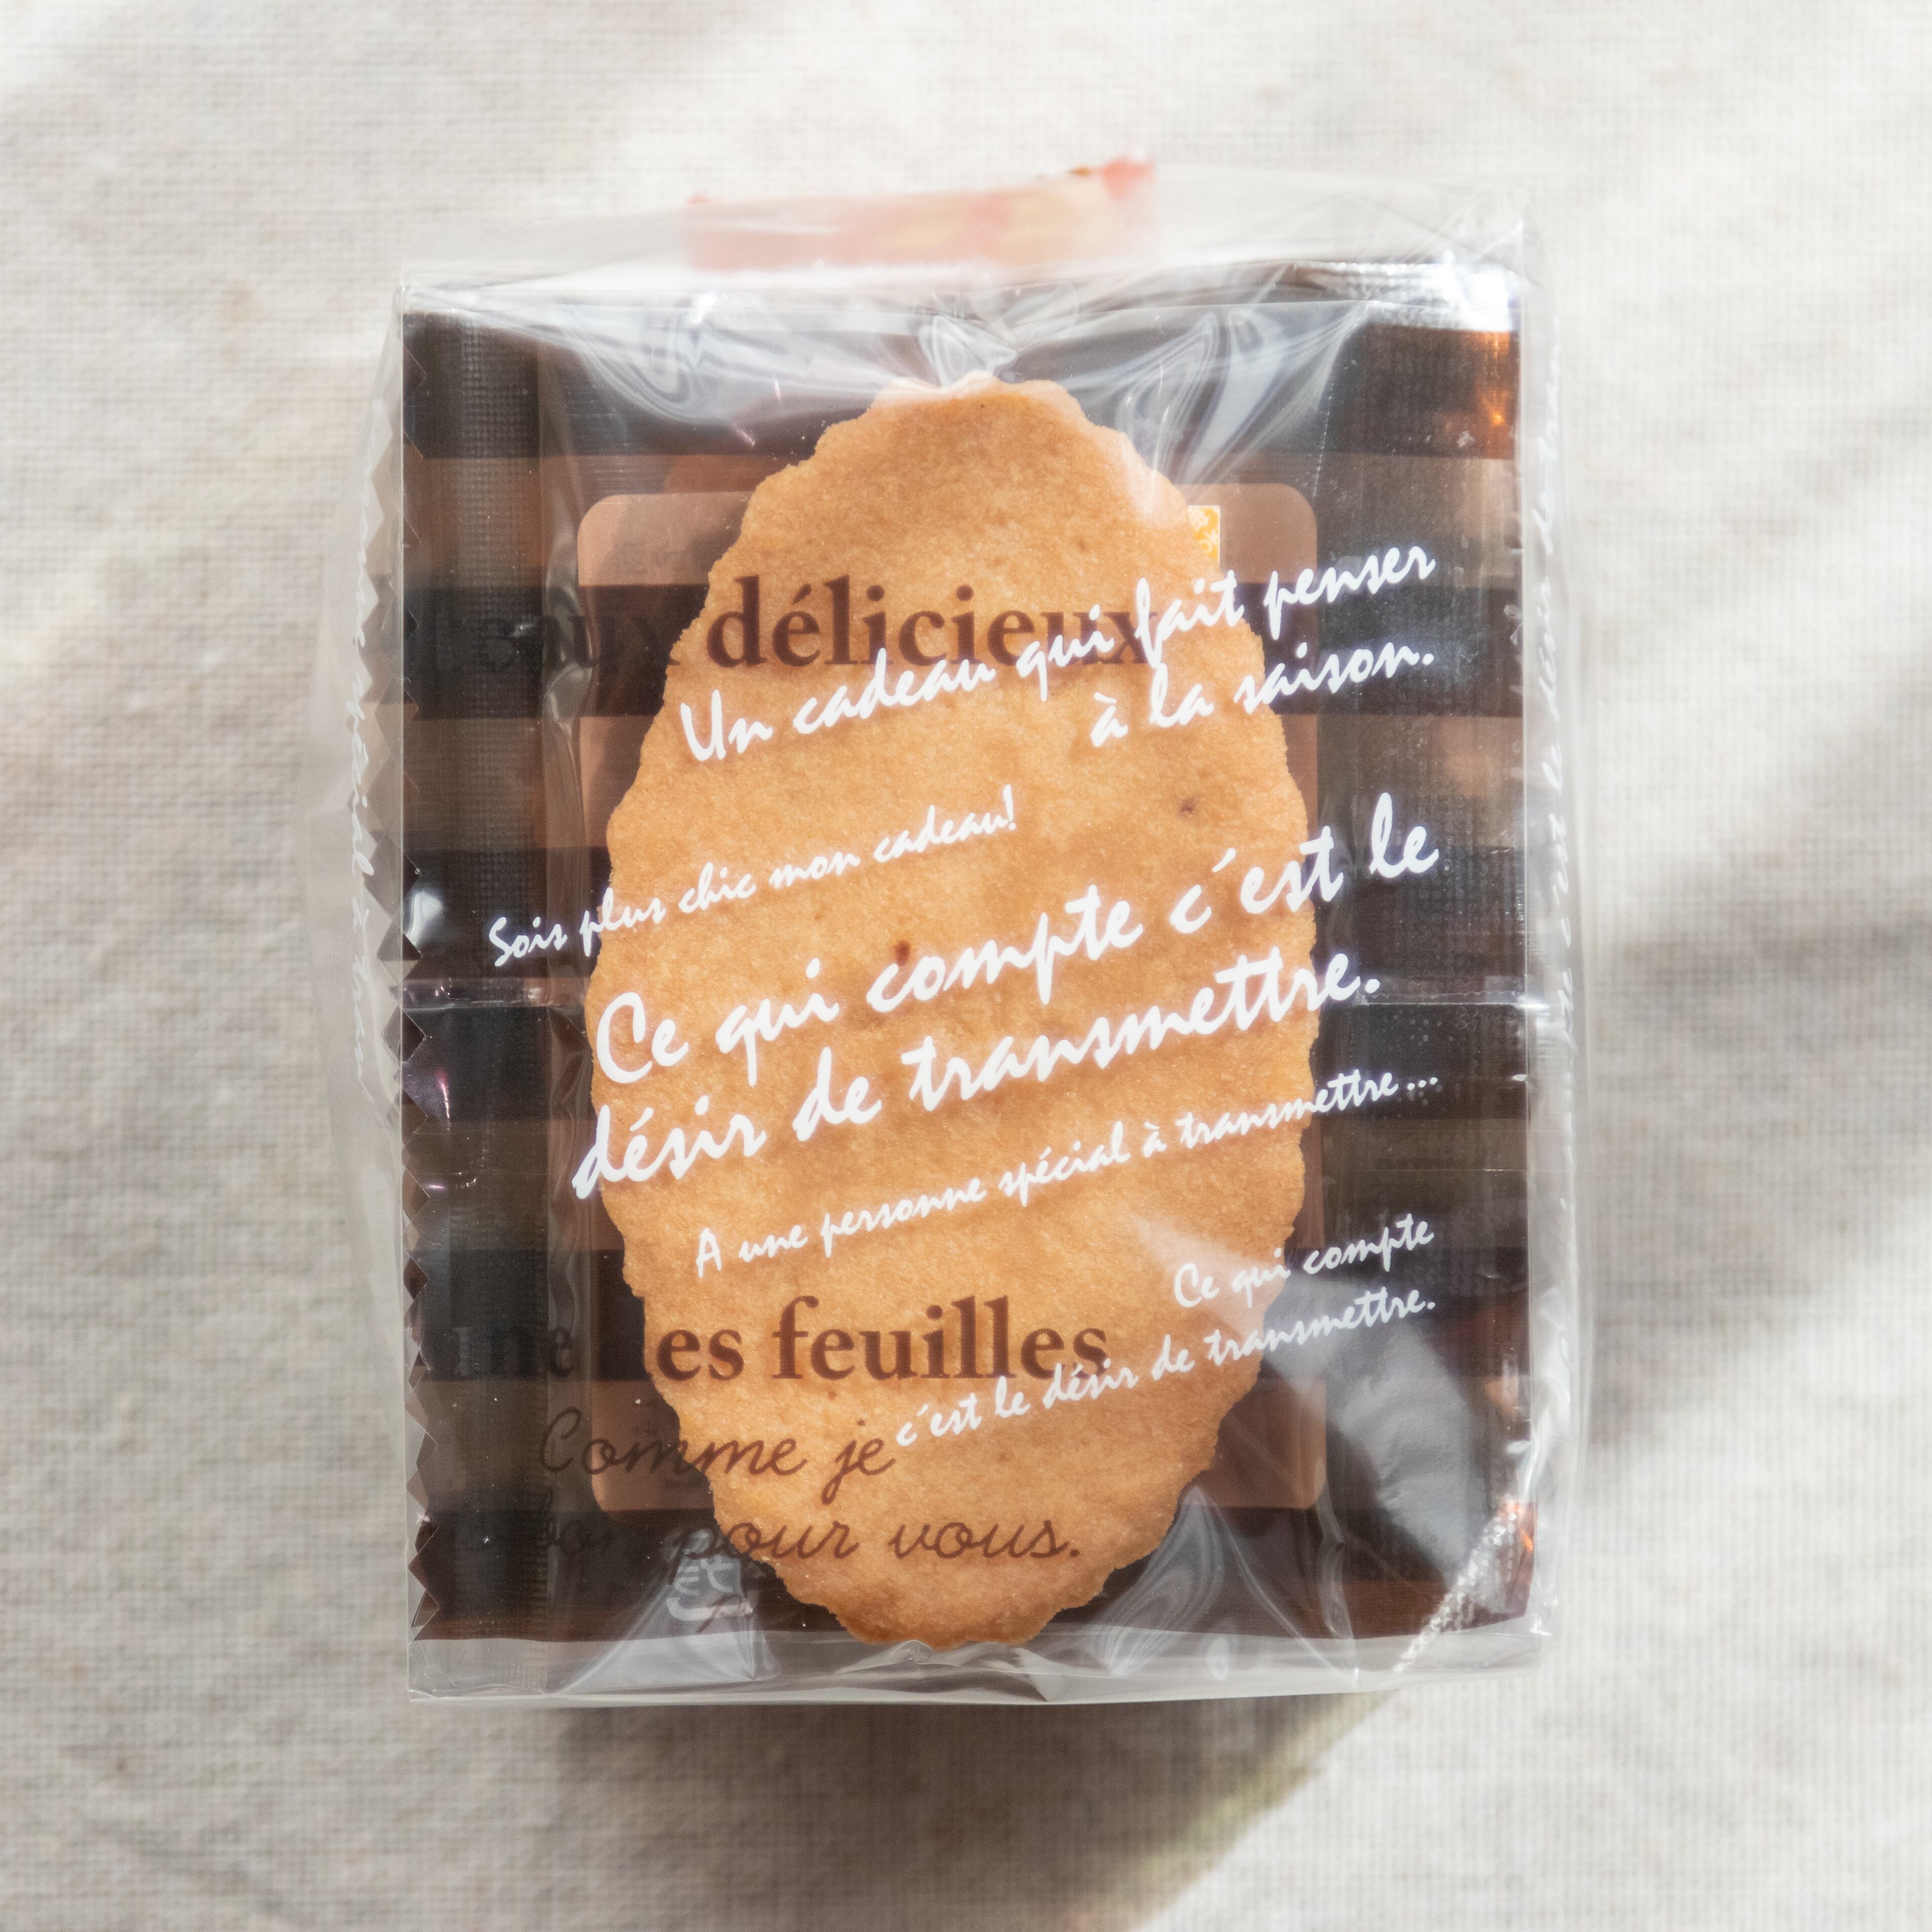 délicieux
Un cadeau qui fait penser
à la saison.
Sois plus chic mon cadeau!
Ce qui compte c'est le
désir de transmettre.
A une personne spécial à transmettre...
Ce qui compte
c'est le désir de transmettre.
es feuilles
Comme je
bon pour vous.